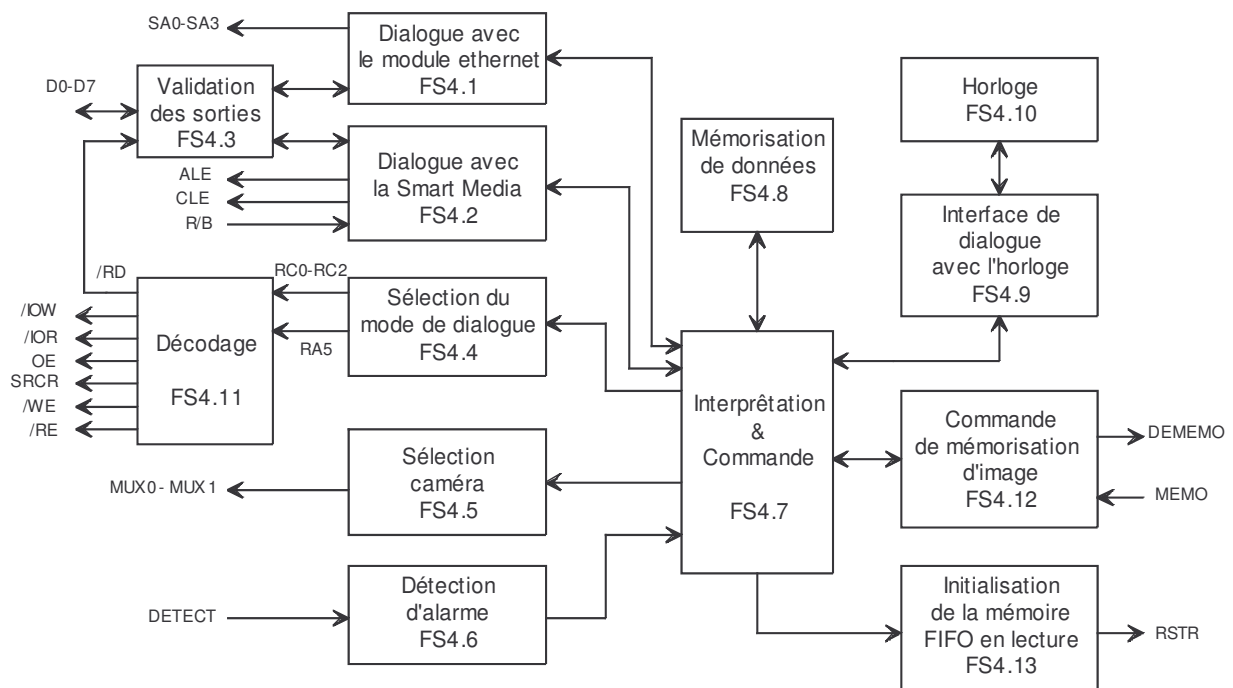 SA0-SA3
Dialogue avec
le module ethernet
FS4.1
D0-D7
Validation
des sorties
FS4.3
Horloge
FS4.10
Mémorisation
de données
FS4.8
Dialogue avec
la Smart Media
FS4.2
ALE
CLE
R/B
Interface de
dialogue
avec l'horloge
FS4.9
/RD
RC0-RC2
RA5
Sélection du
mode de dialogue
FS4.4
/IOW
/IOR
OE
SRCR
/WE
/RE
Décodage
FS4.11
Interprêtation
&
Commande
FS4.7
Commande
de mémorisation
d'image
FS4.12
DEMEMO
MEMO
Sélection
caméra
FS4.5
MUX0 - MUX1
Détection
d'alarme
FS4.6
DETECT
Initialisation
de la mémoire
FIFO en lecture
FS4.13
RSTR